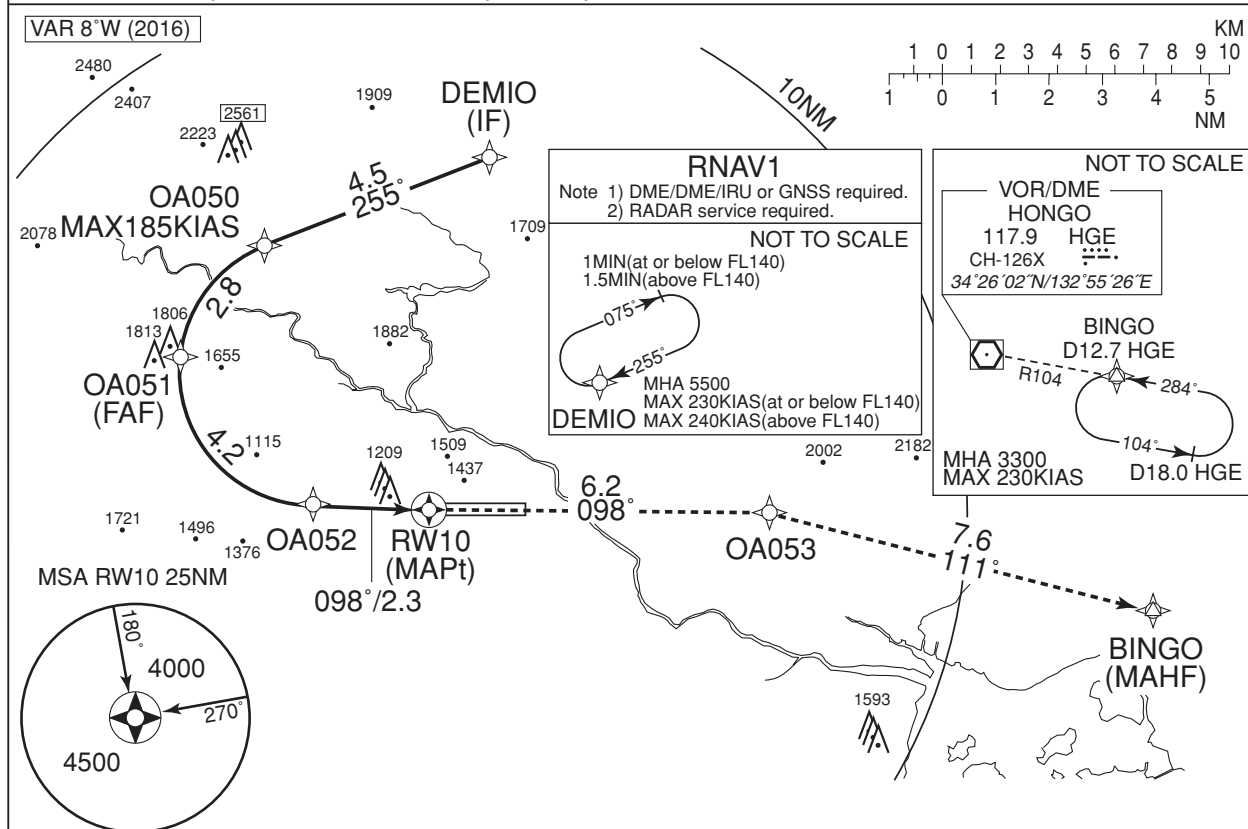 VAR 8°W (2016)
2480
2407
2561
2223
1909
DEMIO
(IF)
10NM
KM
1 0 1 2 3 4 5 6 7 8 9 10
1 0 1 2 3 4 5
NM
4.5
255°
OA050
MAX185KIAS
2078
1709
2.8
1806
1813
1655
1882
OA051
(FAF)
4.2
1115
1209
1509
1437
2002
2182
RNAV1
Note 1) DME/DME/IRU or GNSS required.
2) RADAR service required.
NOT TO SCALE
1MIN(at or below FL140)
1.5MIN(above FL140)
075°
255°
DEMIO
MHA 5500
MAX 230KIAS(at or below FL140)
MAX 240KIAS(above FL140)
NOT TO SCALE
VOR/DME
HONGO
117.9 HGE
CH-126X
34°26´02˝N/132°55´26˝E
BINGO
D12.7 HGE
R104
284°
104°
D18.0 HGE
MHA 3300
MAX 230KIAS
1721
1496
1376
OA052
RW10
(MAPt)
098°/2.3
6.2
098°
OA053
7.6
111°
BINGO
(MAHF)
1593
MSA RW10 25NM
180°
4000
270°
4500